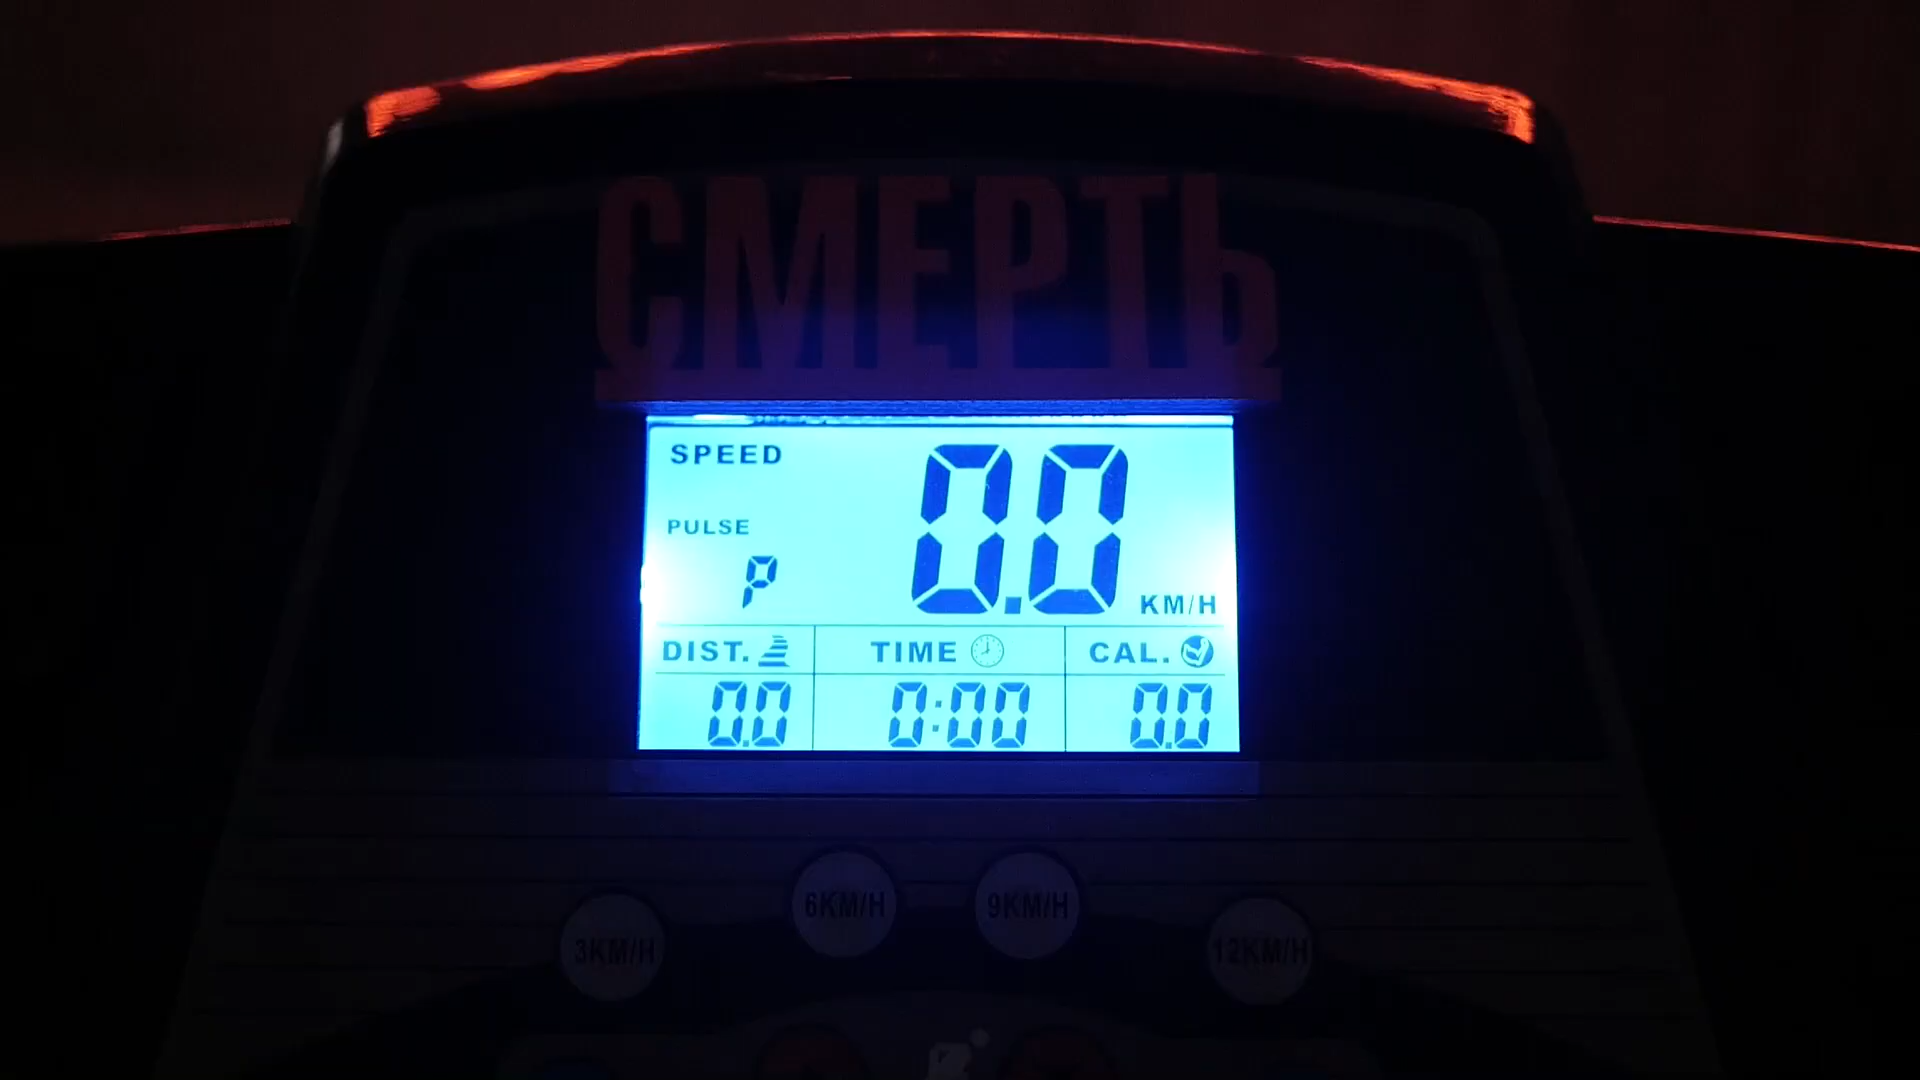 СМЕРТЬ
SPEED
0.0
PULSE
P
KM/H
DIST. TIME CAL.
0.0 0:00 0.0
6KM/H 9KM/H
3KM/H 12KM/H